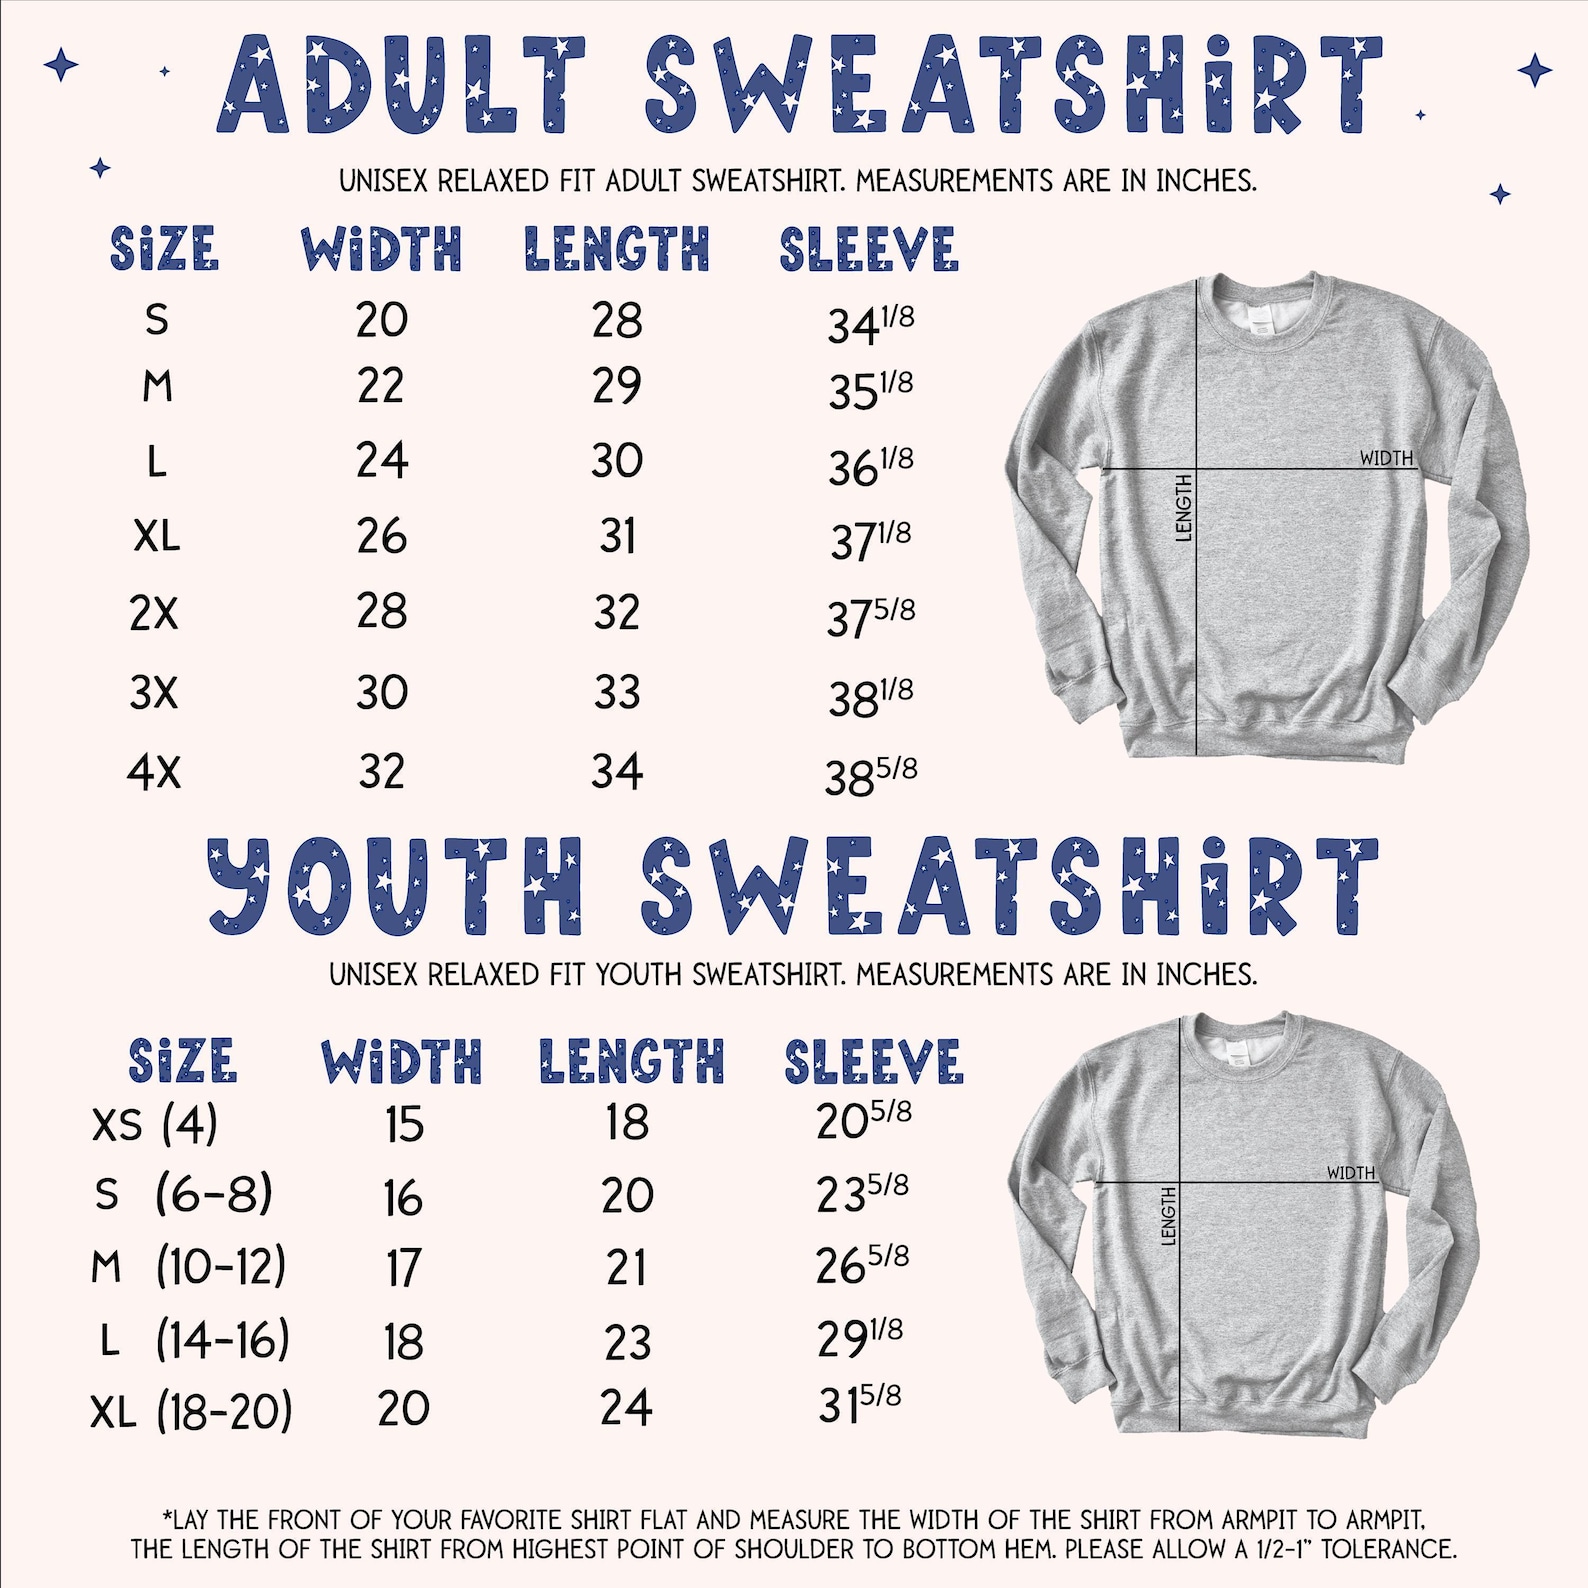 ADULT SWEATSHiRT
UNISEX RELAXED FIT ADULT SWEATSHIRT. MEASUREMENTS ARE IN INCHES.
SiZE WiDTH LENGTH SLEEVE
S 20 28 34 1/8
M 22 29 35 1/8
L 24 30 36 1/8
XL 26 31 37 1/8
2X 28 32 37 5/8
3X 30 33 38 1/8
4X 32 34 38 5/8
WIDTH
LENGTH
YOUTH SWEATSHiRT
UNISEX RELAXED FIT YOUTH SWEATSHIRT. MEASUREMENTS ARE IN INCHES.
SiZE WiDTH LENGTH SLEEVE
XS (4) 15 18 20 5/8
S (6-8) 16 20 23 5/8
M (10-12) 17 21 26 5/8
L (14-16) 18 23 29 1/8
XL (18-20) 20 24 31 5/8
WIDTH
LENGTH
*LAY THE FRONT OF YOUR FAVORITE SHIRT FLAT AND MEASURE THE WIDTH OF THE SHIRT FROM ARMPIT TO ARMPIT,
THE LENGTH OF THE SHIRT FROM HIGHEST POINT OF SHOULDER TO BOTTOM HEM. PLEASE ALLOW A 1/2-1" TOLERANCE.